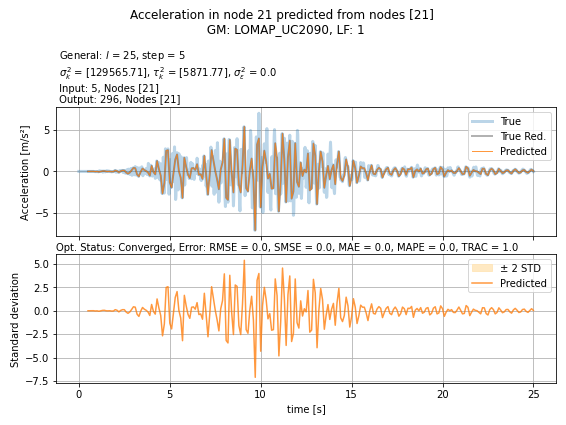 Acceleration in node 21 predicted from nodes [21]
GM: LOMAP_UC2090, LF: 1
General: l = 25, step = 5
σ²ₖ = [129565.71], τ²ₖ = [5871.77], σ²ε = 0.0
Input: 5, Nodes [21]
Output: 296, Nodes [21]
True
True Red.
Predicted
5
0
−5
Acceleration [m/s²]
Opt. Status: Converged, Error: RMSE = 0.0, SMSE = 0.0, MAE = 0.0, MAPE = 0.0, TRAC = 1.0
± 2 STD
Predicted
5.0
2.5
0.0
−2.5
−5.0
−7.5
Standard deviation
0 5 10 15 20 25
time [s]